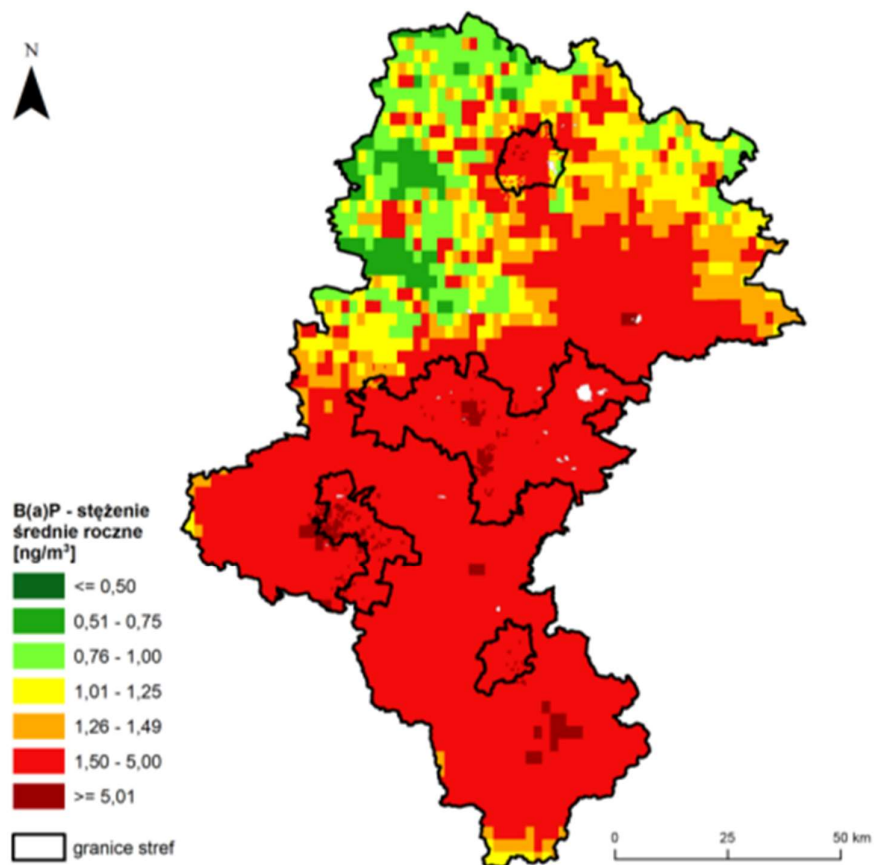 N
B(a)P - stężenie
średnie roczne
[ng/m³]
<= 0,50
0,51 - 0,75
0,76 - 1,00
1,01 - 1,25
1,26 - 1,49
1,50 - 5,00
>= 5,01
granice stref
0 25 50 km